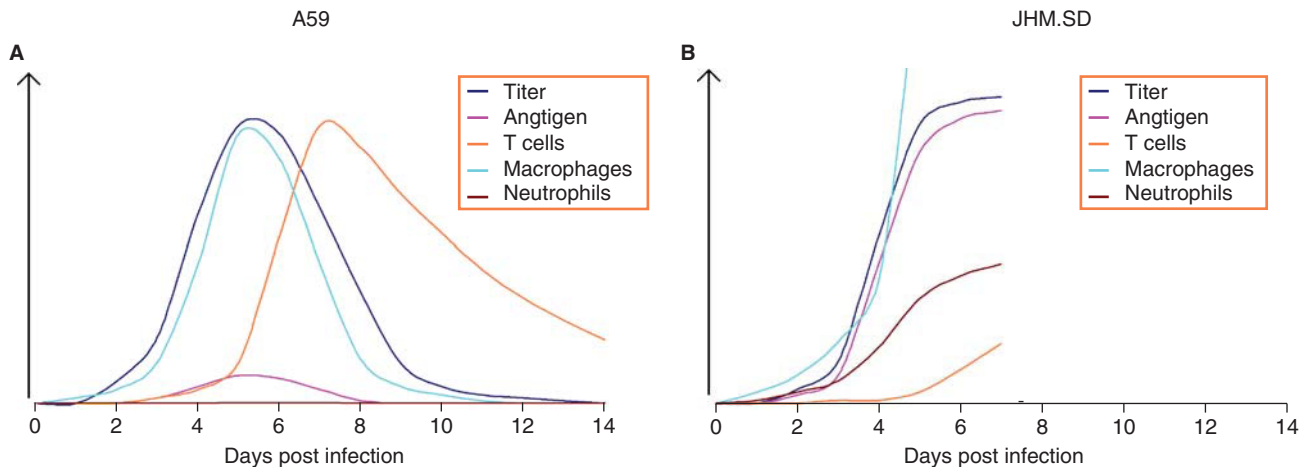 A59
A
Titer
Angtigen
T cells
Macrophages
Neutrophils
0 2 4 6 8 10 12 14
Days post infection
JHM.SD
B
Titer
Angtigen
T cells
Macrophages
Neutrophils
0 2 4 6 8 10 12 14
Days post infection